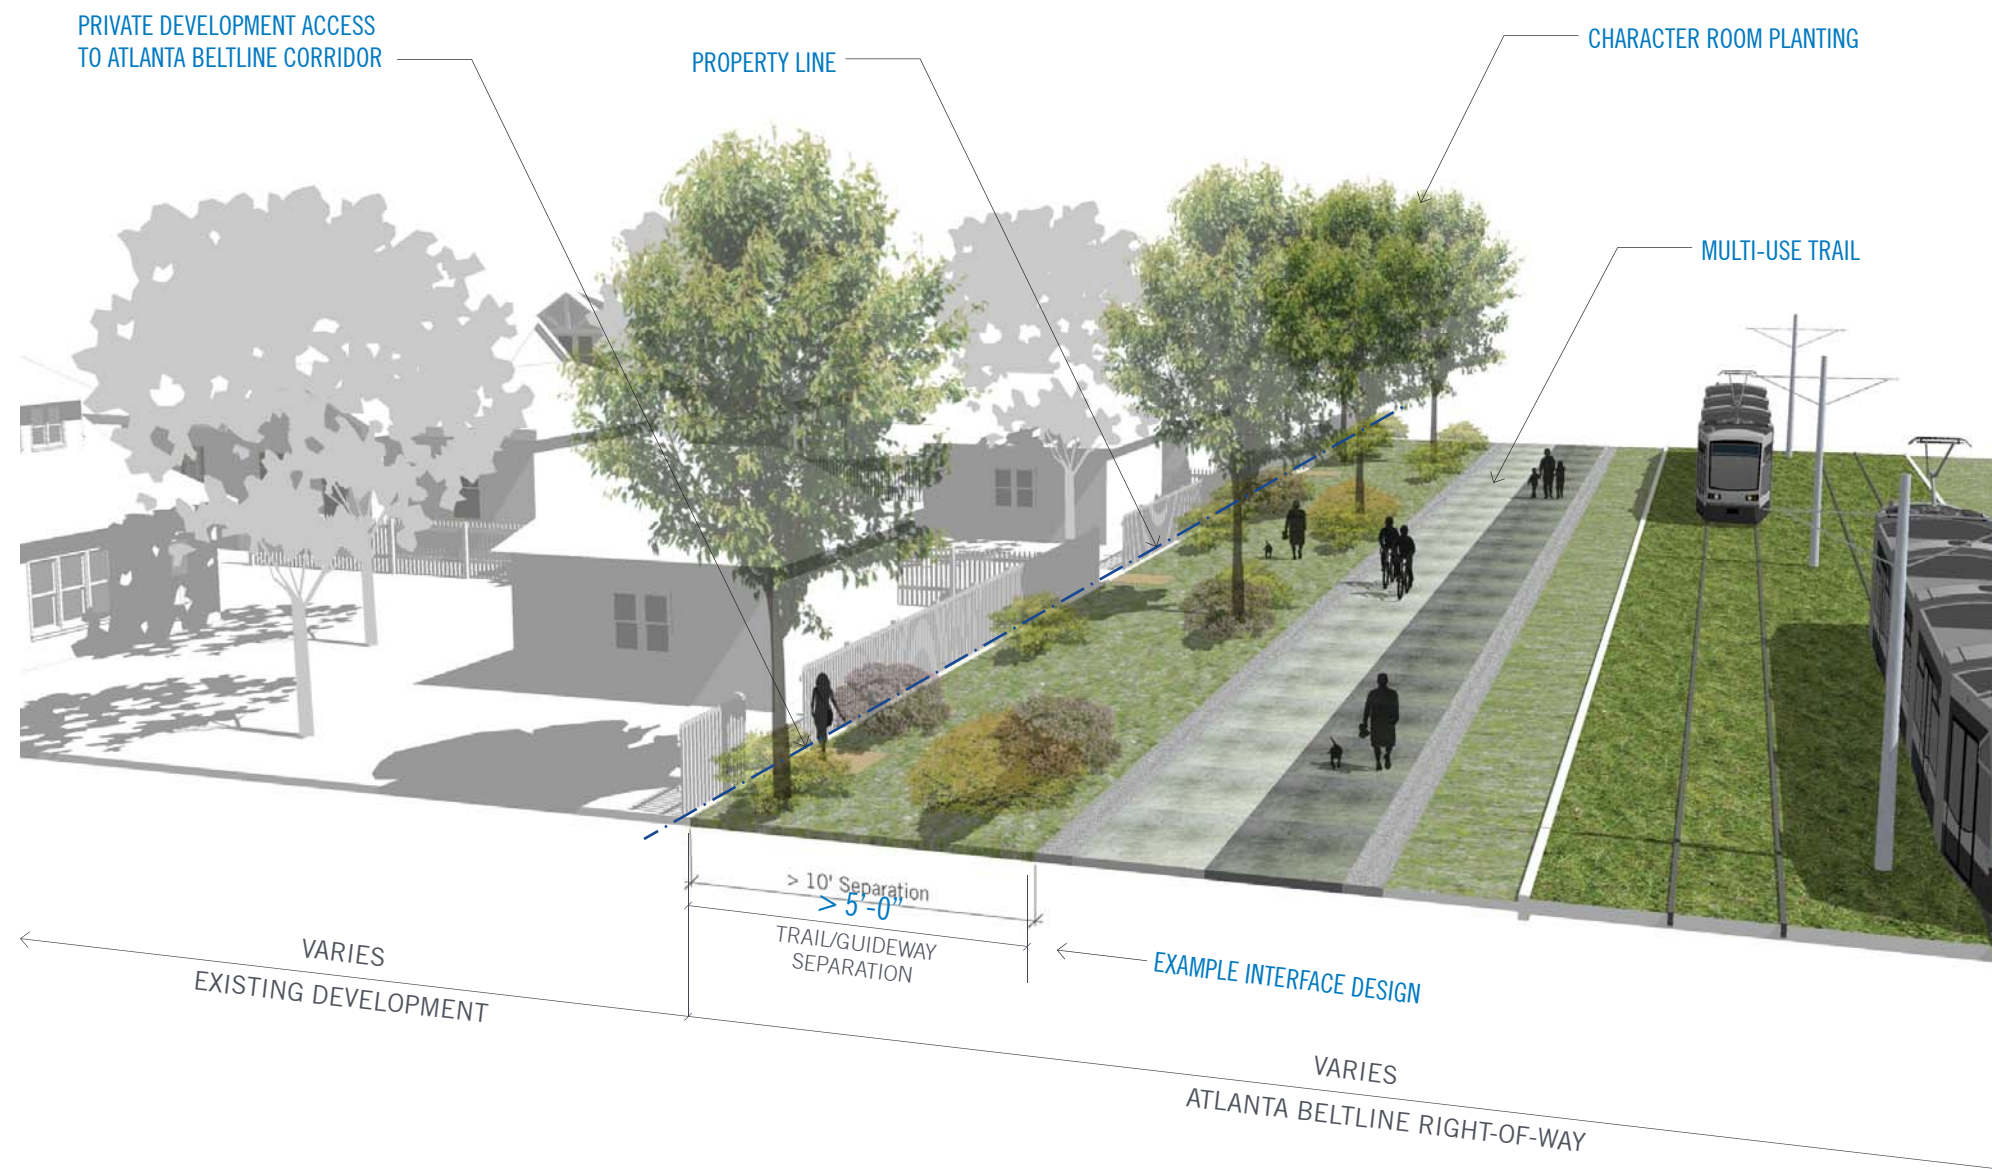 PRIVATE DEVELOPMENT ACCESS
TO ATLANTA BELTLINE CORRIDOR
PROPERTY LINE
CHARACTER ROOM PLANTING
MULTI-USE TRAIL
> 10' Separation
> 5'-0"
TRAIL/GUIDEWAY
SEPARATION
EXAMPLE INTERFACE DESIGN
VARIES
EXISTING DEVELOPMENT
VARIES
ATLANTA BELTLINE RIGHT-OF-WAY